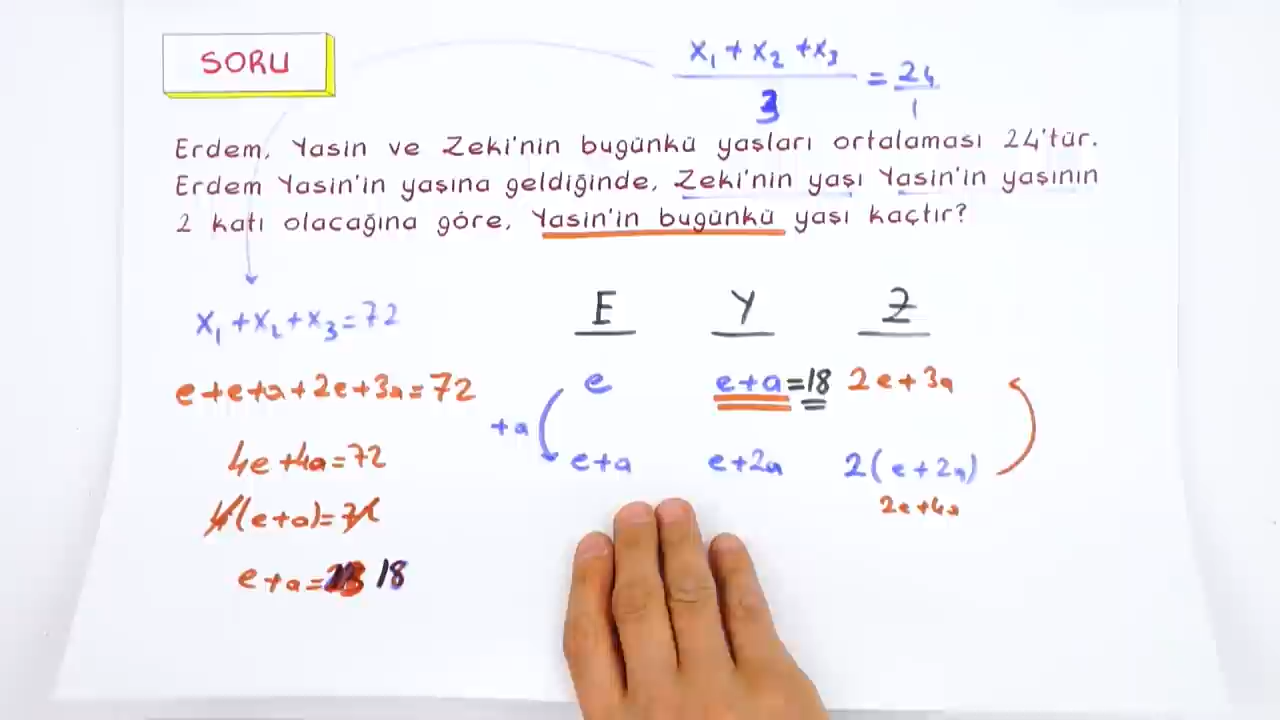 SORU
x₁ + x₂ + x₃
3
= 24
1
Erdem, Yasin ve Zeki'nin bugünkü yaşları ortalaması 24'tür.
Erdem Yasin'in yaşına geldiğinde, Zeki'nin yaşı Yasin'in yaşının
2 katı olacağına göre, Yasin'in bugünkü yaşı kaçtır?
x₁ + x₂ + x₃ = 72
E Y Z
e+e+a+2e+3a=72
e e+a=18 2e+3a
+a
4e+4a=72
e+a e+2a 2(e+2a)
2e+4a
4(e+a)=72
e+a= 18